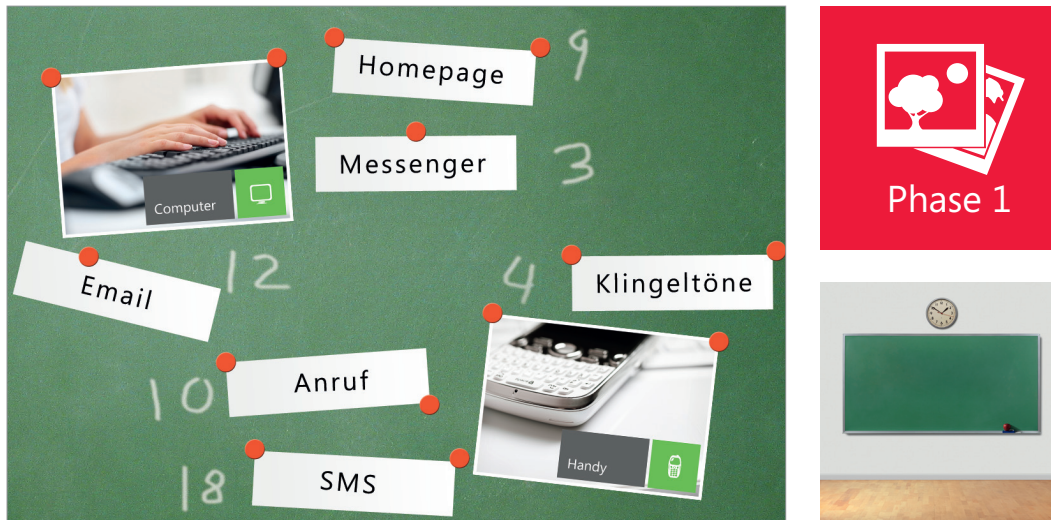 Homepage
9
Messenger
3
Computer
Email
12
4
Klingeltöne
Anruf
10
Handy
SMS
18
Phase 1